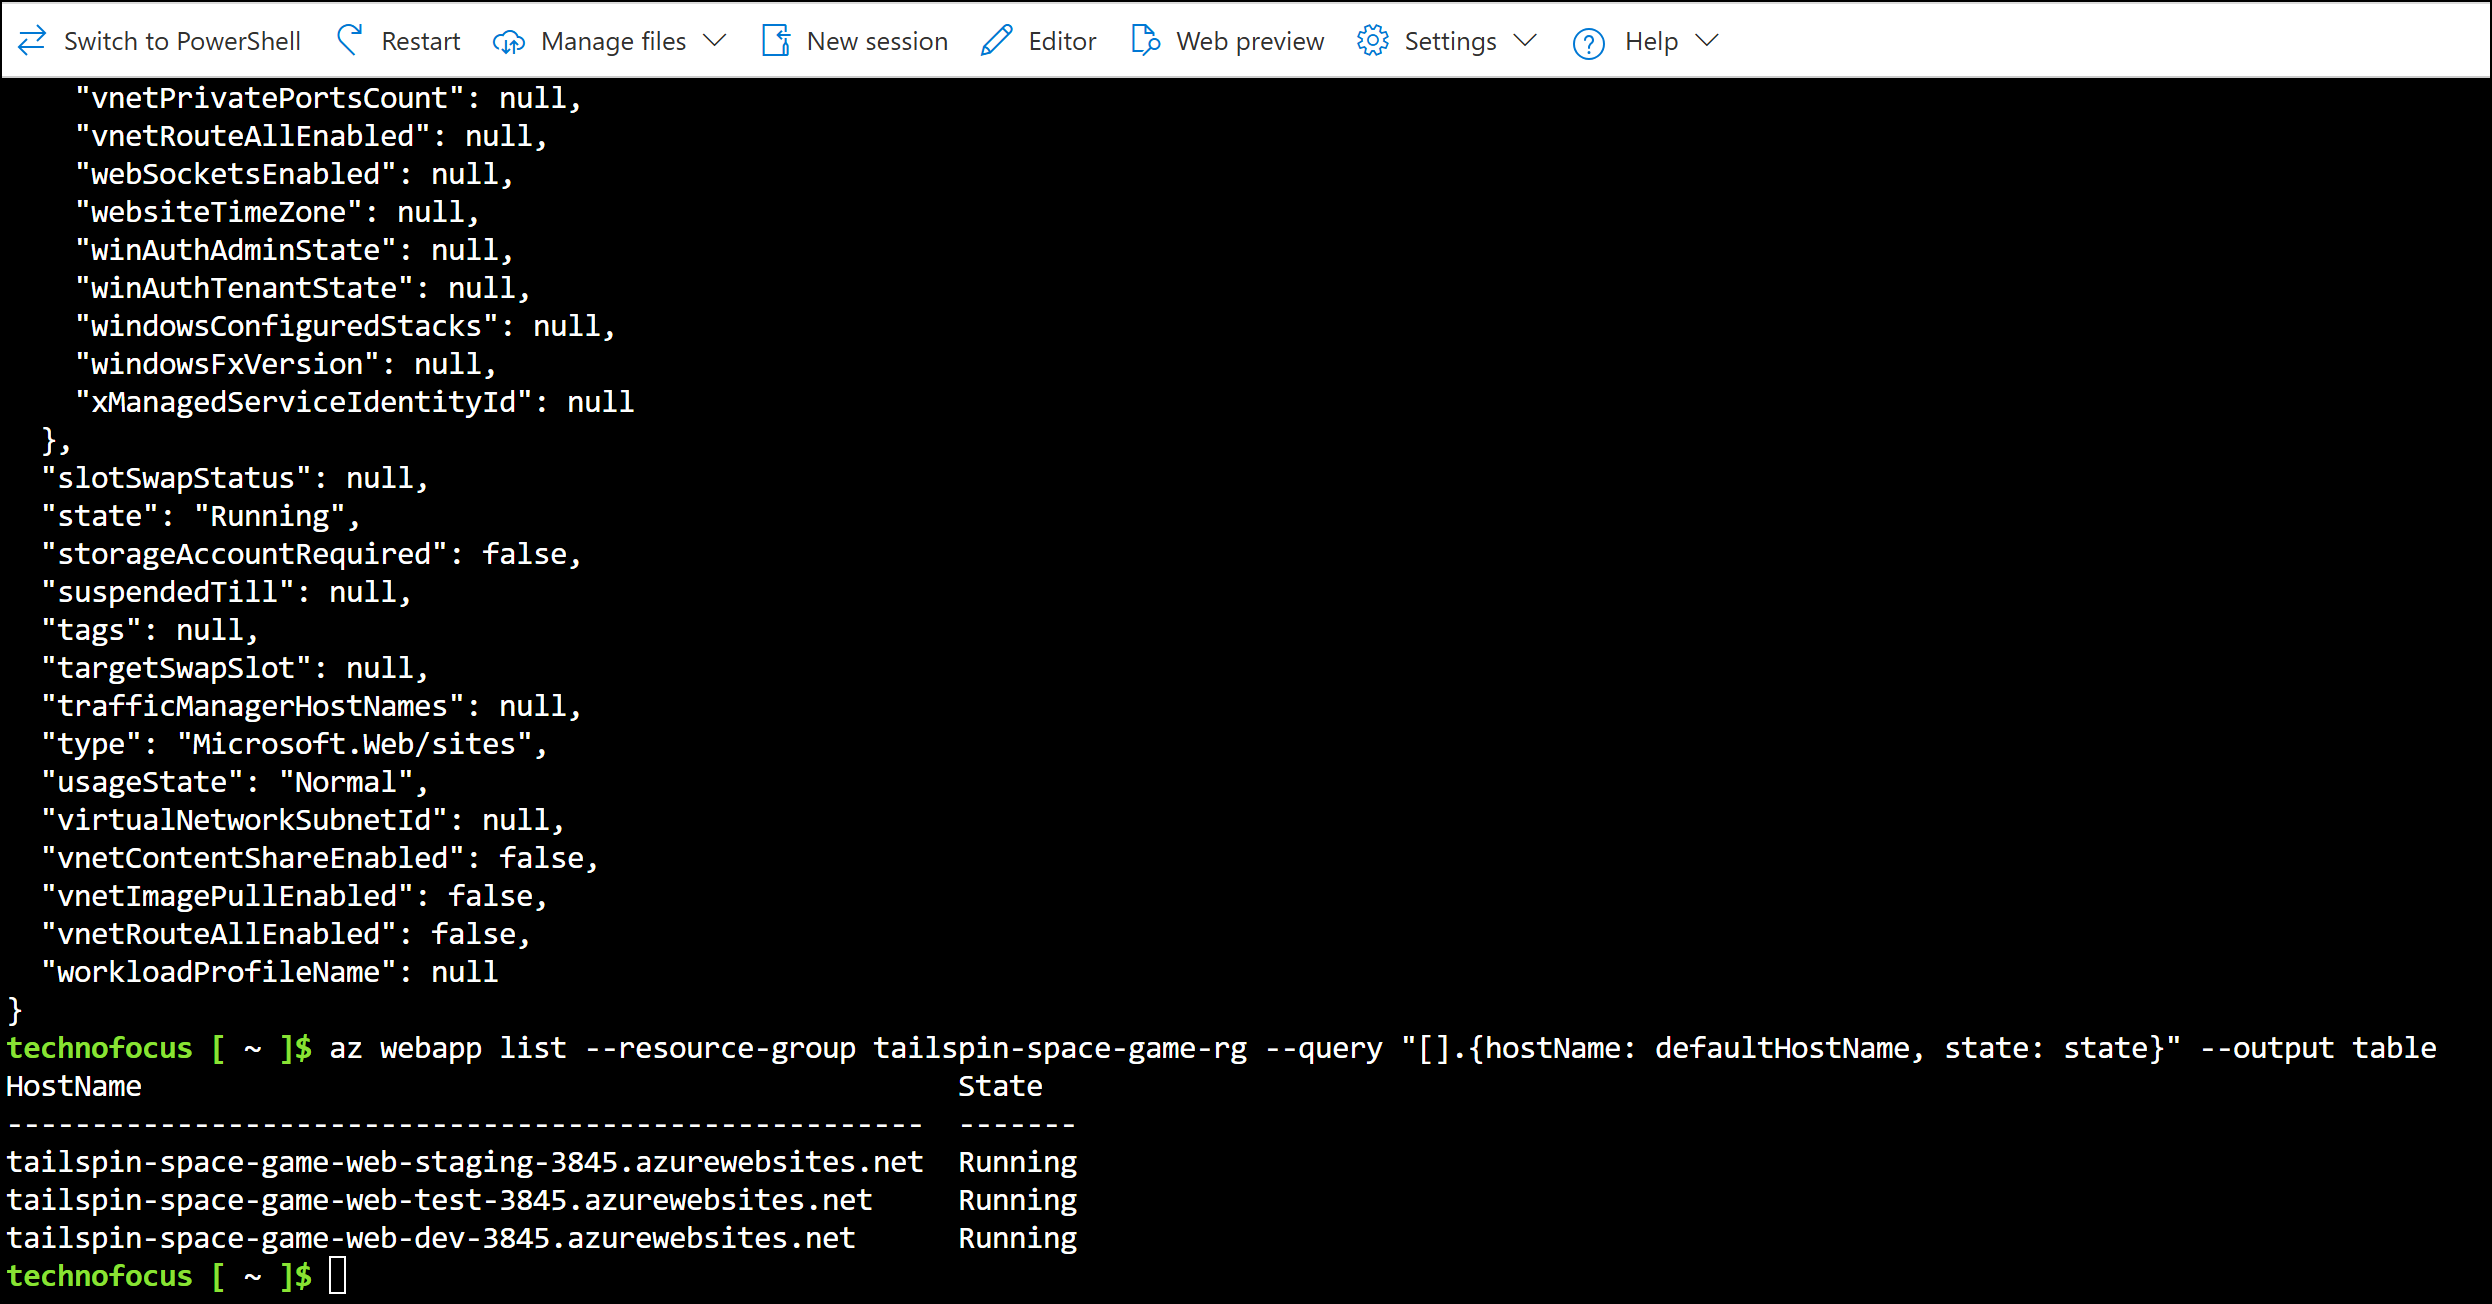 Switch to PowerShell Restart Manage files New session Editor Web preview Settings Help
"vnetPrivatePortsCount": null,
"vnetRouteAllEnabled": null,
"webSocketsEnabled": null,
"websiteTimeZone": null,
"winAuthAdminState": null,
"winAuthTenantState": null,
"windowsConfiguredStacks": null,
"windowsFxVersion": null,
"xManagedServiceIdentityId": null
},
"slotSwapStatus": null,
"state": "Running",
"storageAccountRequired": false,
"suspendedTill": null,
"tags": null,
"targetSwapSlot": null,
"trafficManagerHostNames": null,
"type": "Microsoft.Web/sites",
"usageState": "Normal",
"virtualNetworkSubnetId": null,
"vnetContentShareEnabled": false,
"vnetImagePullEnabled": false,
"vnetRouteAllEnabled": false,
"workloadProfileName": null
}
technofocus [ ~ ]$ az webapp list --resource-group tailspin-space-game-rg --query "[].{hostName: defaultHostName, state: state}" --output table
HostName State
------------------------------------------------------ -------
tailspin-space-game-web-staging-3845.azurewebsites.net Running
tailspin-space-game-web-test-3845.azurewebsites.net Running
tailspin-space-game-web-dev-3845.azurewebsites.net Running
technofocus [ ~ ]$